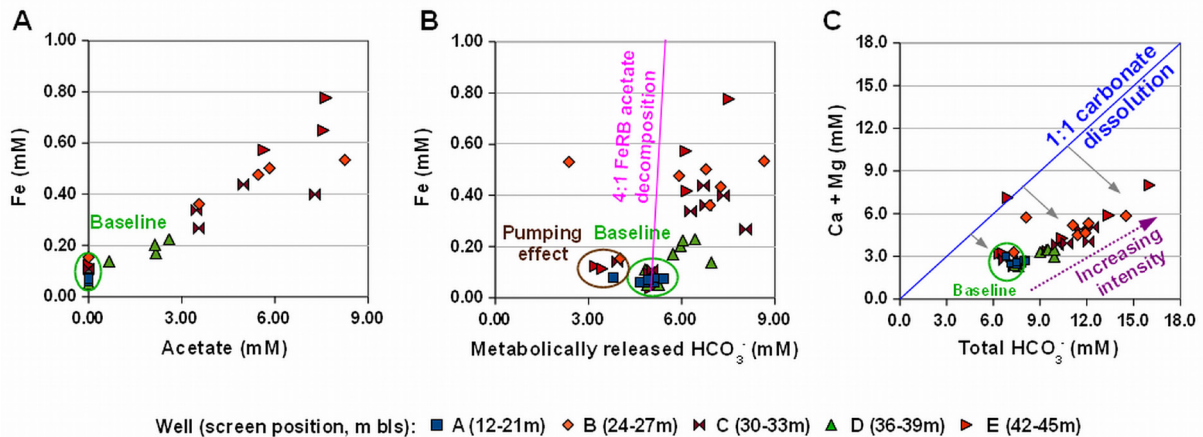 A
Fe (mM)
1.00
0.80
0.60
0.40
0.20
0.00
Baseline
0.00 3.00 6.00 9.00
Acetate (mM)
B
Fe (mM)
1.00
0.80
0.60
0.40
0.20
0.00
4:1 FeRB acetate
decomposition
Pumping
effect
Baseline
0.00 3.00 6.00 9.00
Metabolically released HCO3- (mM)
C
Ca + Mg (mM)
18.0
15.0
12.0
9.0
6.0
3.0
0.0
1:1 carbonate
dissolution
Baseline
Increasing
intensity
0.0 3.0 6.0 9.0 12.0 15.0 18.0
Total HCO3- (mM)
Well (screen position, m bls): A (12-21m) B (24-27m) C (30-33m) D (36-39m) E (42-45m)